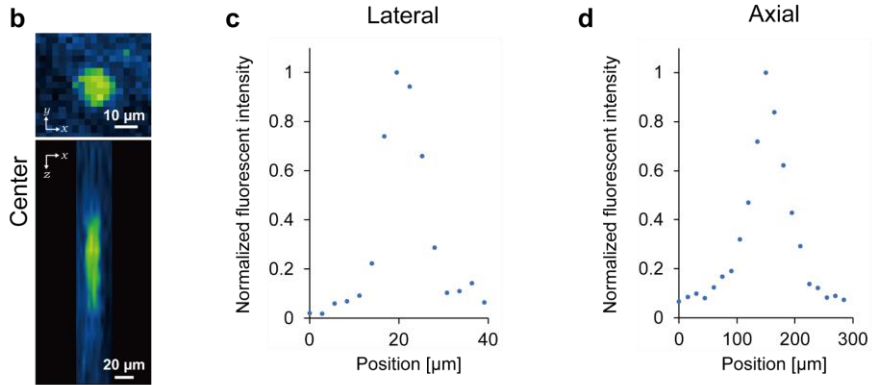 b
Center
y
x
10 μm
x
z
20 μm
c
Lateral
Normalized fluorescent intensity
1
0.8
0.6
0.4
0.2
0
0 20 40
Position [μm]
d
Axial
Normalized fluorescent intensity
1
0.8
0.6
0.4
0.2
0
0 100 200 300
Position [μm]